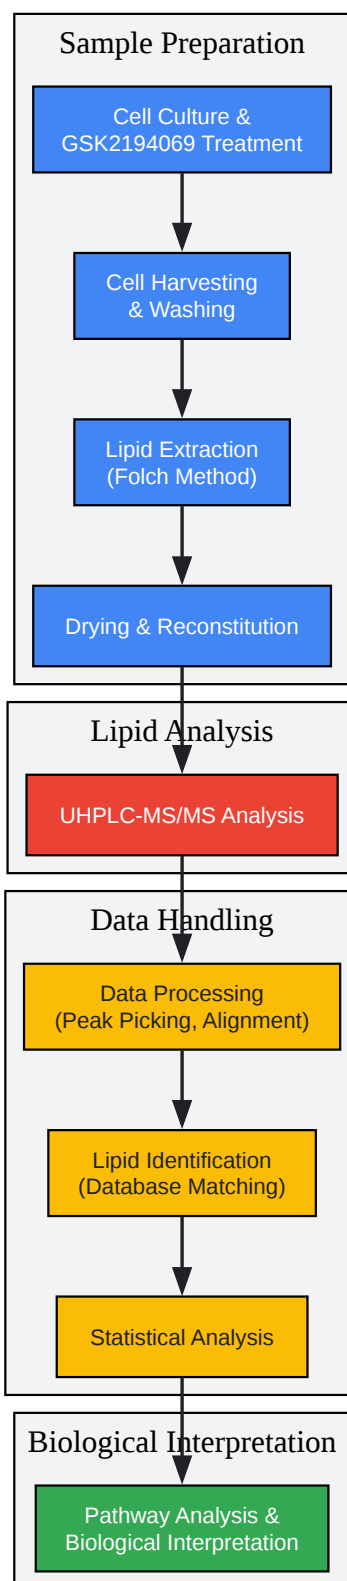 Sample Preparation
Cell Culture &
GSK2194069 Treatment
Cell Harvesting
& Washing
Lipid Extraction
(Folch Method)
Drying & Reconstitution
Lipid Analysis
UHPLC-MS/MS Analysis
Data Handling
Data Processing
(Peak Picking, Alignment)
Lipid Identification
(Database Matching)
Statistical Analysis
Biological Interpretation
Pathway Analysis &
Biological Interpretation